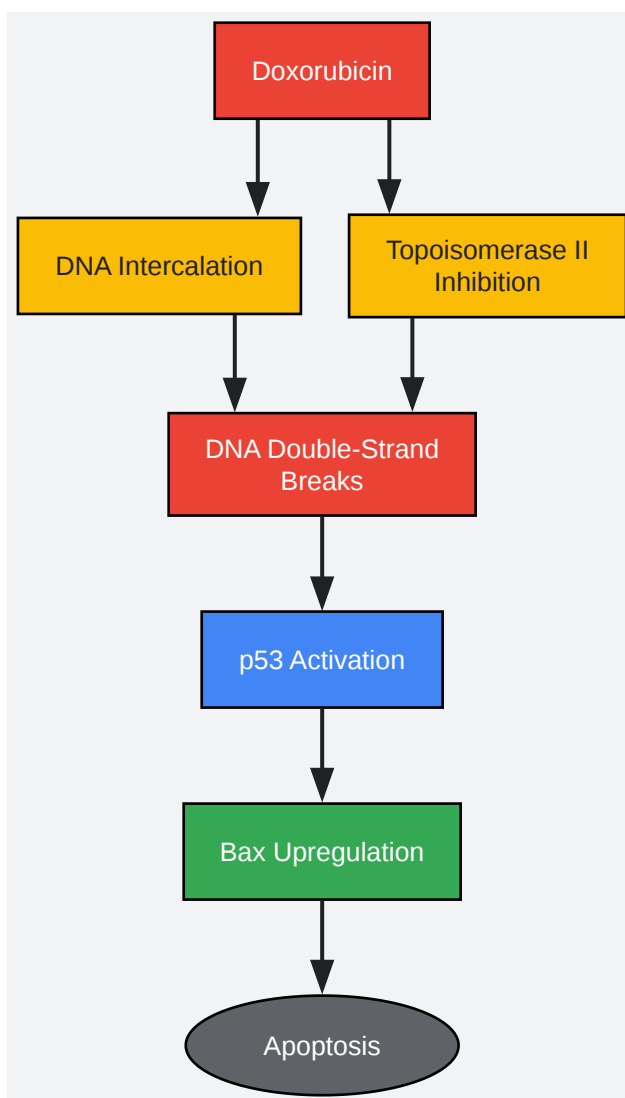 Doxorubicin
DNA Intercalation
Topoisomerase II
Inhibition
DNA Double-Strand
Breaks
p53 Activation
Bax Upregulation
Apoptosis